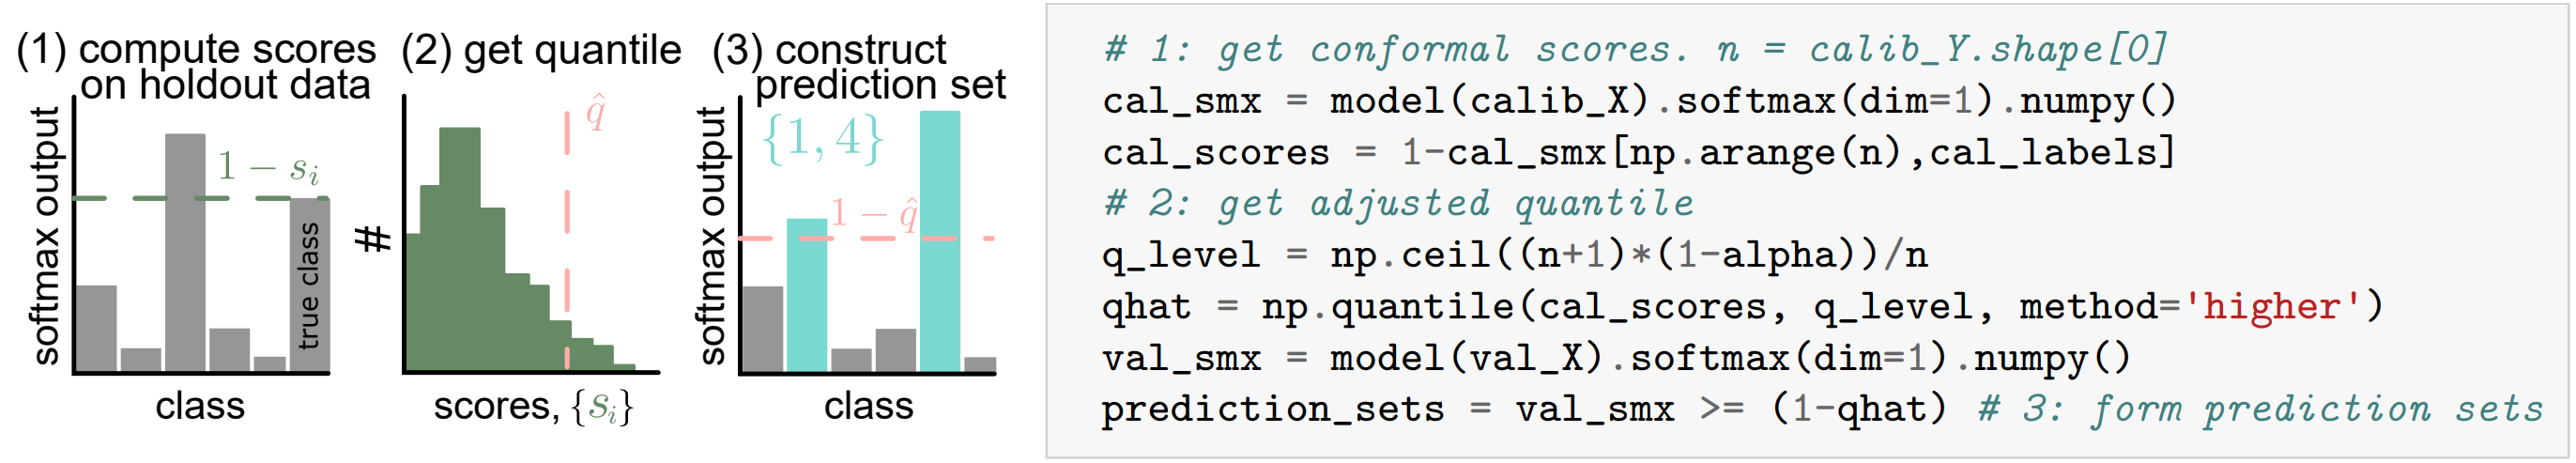 (1) compute scores
on holdout data
softmax output
1 − sᵢ
true class
class
(2) get quantile
q̂
#
scores, {sᵢ}
(3) construct
prediction set
softmax output
{1, 4}
1 − q̂
class
# 1: get conformal scores. n = calib_Y.shape[0]
cal_smx = model(calib_X).softmax(dim=1).numpy()
cal_scores = 1-cal_smx[np.arange(n),cal_labels]
# 2: get adjusted quantile
q_level = np.ceil((n+1)*(1-alpha))/n
qhat = np.quantile(cal_scores, q_level, method='higher')
val_smx = model(val_X).softmax(dim=1).numpy()
prediction_sets = val_smx >= (1-qhat) # 3: form prediction sets